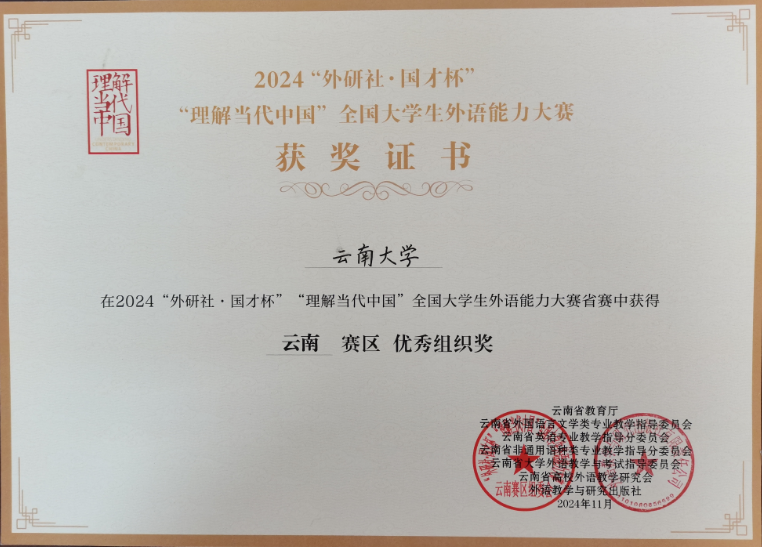 理解
当代
中国
2024 “外研社·国才杯”
“理解当代中国” 全国大学生外语能力大赛
获奖证书
云南大学
在2024 “外研社·国才杯” “理解当代中国” 全国大学生外语能力大赛省赛中获得
云南 赛区 优秀组织奖
云南省教育厅
云南省外国语言文学类专业教学指导委员会
云南省英语专业教学指导分委员会
云南省非通用语种类专业教学指导分委员会
云南省大学外语教学与考试指导委员会
云南省高校外语教学研究会
外语教学与研究出版社
2024年11月
云南赛区组委会